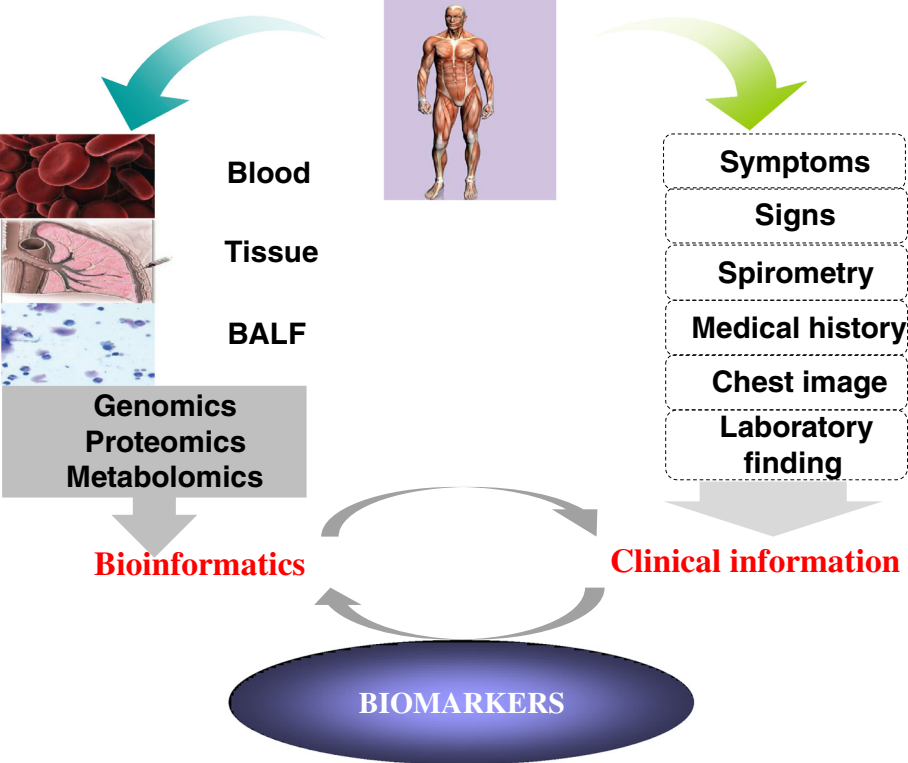 Blood
Tissue
BALF
Genomics
Proteomics
Metabolomics
Bioinformatics
Symptoms
Signs
Spirometry
Medical history
Chest image
Laboratory
finding
Clinical information
BIOMARKERS